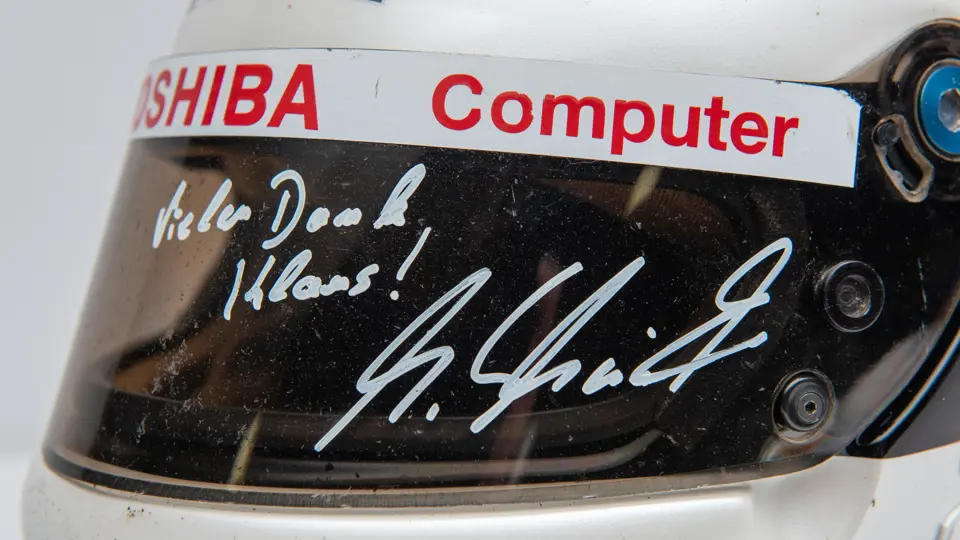 OSHIBA Computer
Vielen Dank,
Klaus!